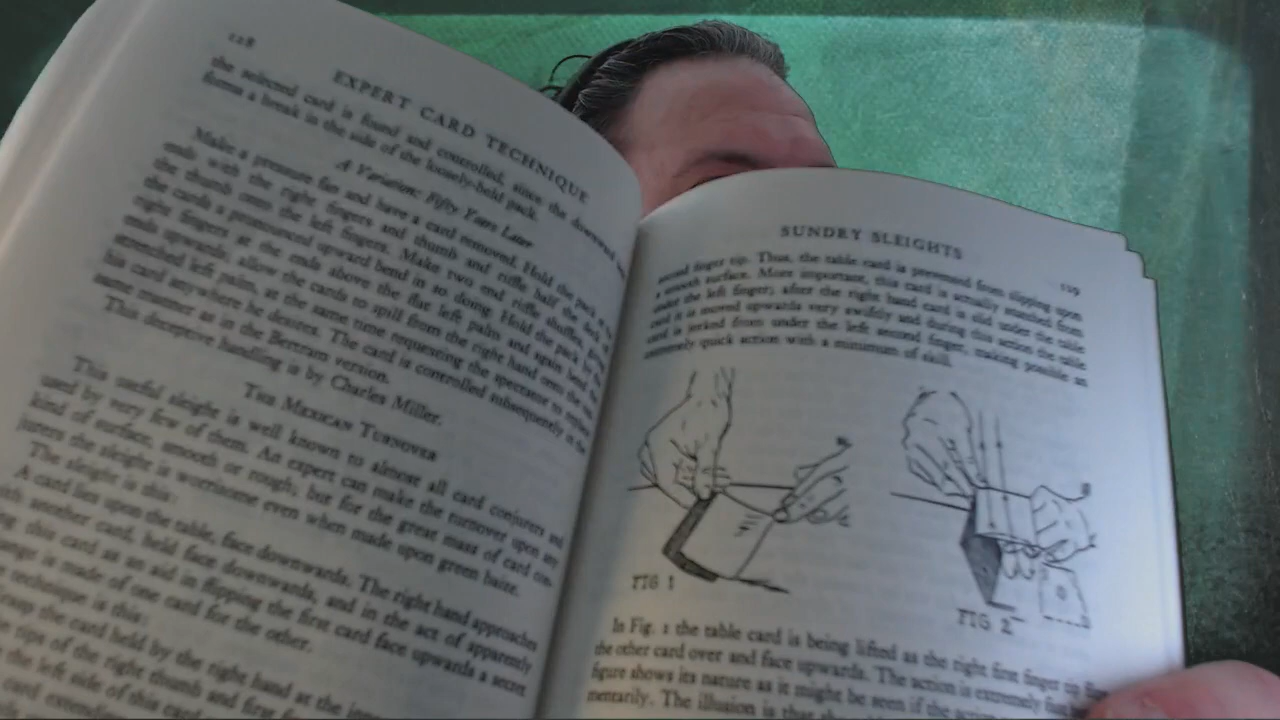 128
EXPERT CARD TECHNIQUE
the selected card is found and controlled, since the downward
forms a break in the side of the loosely-held pack.
A Variation: Fifty Years Later
Make a pressure fan and have a card removed. Hold the pack
ends with the right fingers and thumb and riffle half the
the thumb onto the left fingers. Make two end riffle shuffles,
the cards a pronounced upward bend in so doing. Hold the pack by the
right fingers at the ends above the flat left palm and again bend the
ends upwards; allow the cards to spill from the right hand onto the
stretched left palm, at the same time requesting the spectator to
his card anywhere he desires. The card is controlled subsequently in the
same manner as in the Bertram version.
This deceptive handling is by Charles Miller.
THE MEXICAN TURNOVER
This useful sleight is well known to almost all card conjurers and
used by very few of them. An expert can make the turnover upon any
kind of surface, smooth or rough; but for the great mass of card con-
jurers the sleight is worrisome even when made upon green baize.
The sleight is this:
A card lies upon the table, face downwards. The right hand approaches
with another card, held face downwards, and in the act of apparently
this card as an aid in flipping the first card face upwards a secret
change is made of one card for the other.
technique is this:
the card held by the right hand at the
tips of the right thumb and first
the left side of this card
SUNDRY SLEIGHTS
129
second finger tip. Thus, the table card is prevented from slipping upon
a smooth surface. More important, this card is actually snatched from
under the left finger; after the right hand card is slid under the table
card it is moved upwards very swiftly and during this action the table
card is jerked from under the left second finger, making possible an
extremely quick action with a minimum of skill.
FIG 1
FIG 2
In Fig. 1 the table card is being lifted as the right first finger tip
the other card over and face upwards. The action is extremely fast
figure shows its nature as it might be seen if the action
mentarily. The illusion is that